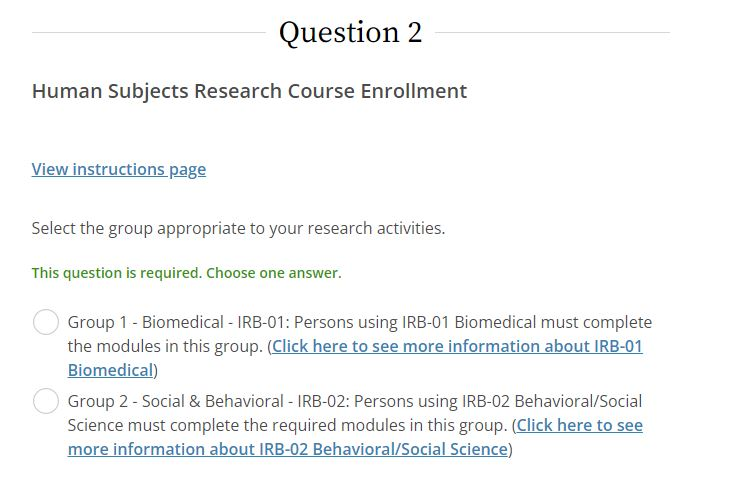 Question 2
Human Subjects Research Course Enrollment
View instructions page
Select the group appropriate to your research activities.
This question is required. Choose one answer.
Group 1 - Biomedical - IRB-01: Persons using IRB-01 Biomedical must complete
the modules in this group. (Click here to see more information about IRB-01
Biomedical)
Group 2 - Social & Behavioral - IRB-02: Persons using IRB-02 Behavioral/Social
Science must complete the required modules in this group. (Click here to see
more information about IRB-02 Behavioral/Social Science)